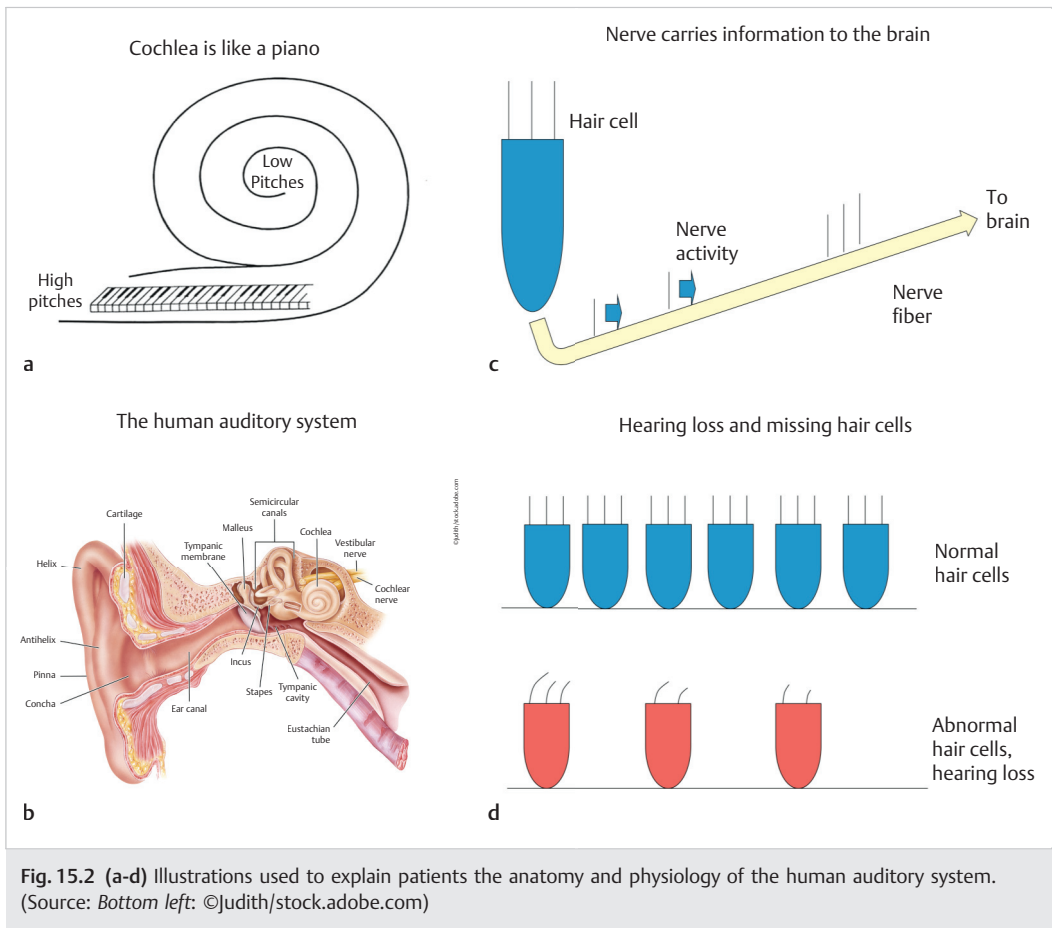 Cochlea is like a piano
Low
Pitches
High
pitches
a
Nerve carries information to the brain
Hair cell
Nerve
activity
To
brain
Nerve
fiber
c
The human auditory system
©Judith/stock.adobe.com
Semicircular
canals
Cartilage
Malleus
Cochlea
Tympanic
membrane
Vestibular
nerve
Helix
Cochlear
nerve
Antihelix
Pinna
Concha
Incus
Stapes
Tympanic
cavity
Ear canal
Eustachian
tube
b
Hearing loss and missing hair cells
Normal
hair cells
Abnormal
hair cells,
hearing loss
d
Fig. 15.2 (a-d) Illustrations used to explain patients the anatomy and physiology of the human auditory system.
(Source: Bottom left: ©Judith/stock.adobe.com)